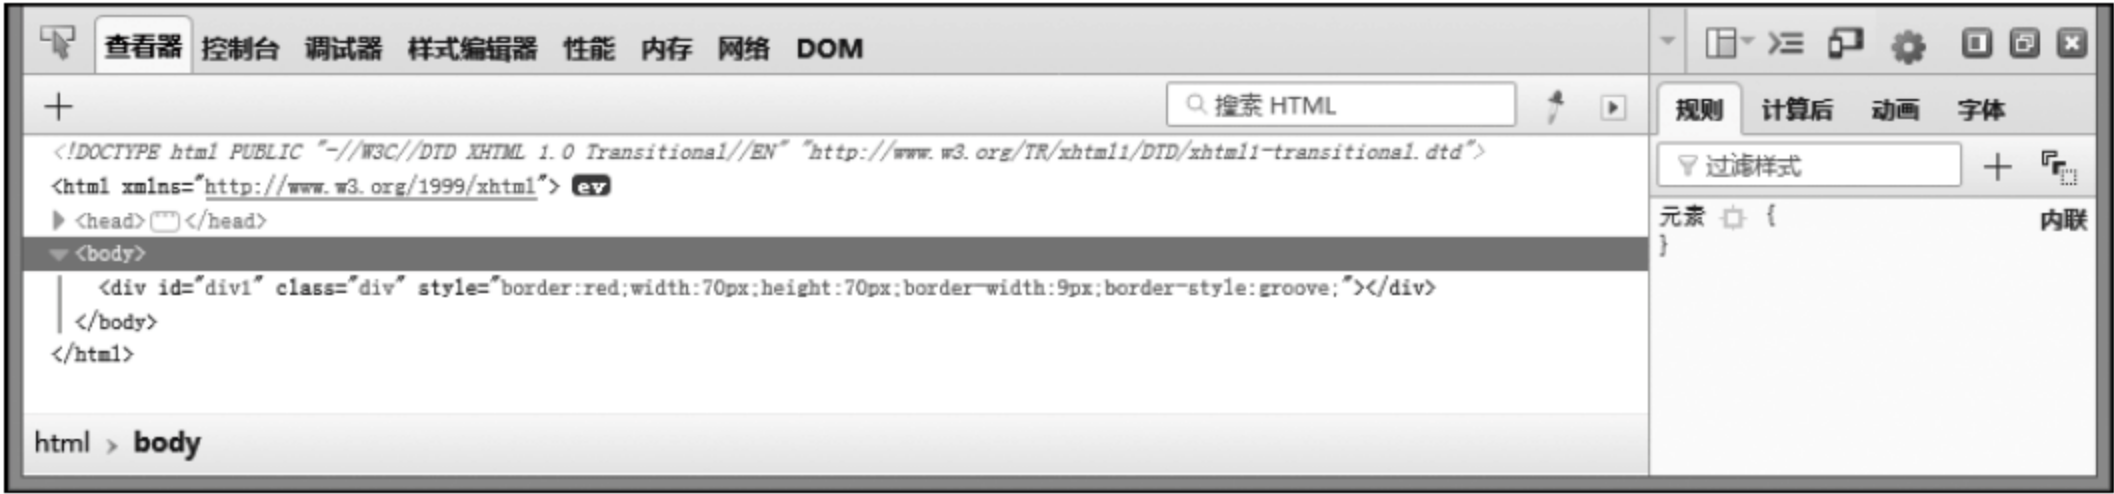 查看器 控制台 调试器 样式编辑器 性能 内存 网络 DOM
搜索 HTML
<!DOCTYPE html PUBLIC "-//W3C//DTD XHTML 1.0 Transitional//EN" "http://www.w3.org/TR/xhtml1/DTD/xhtml1-transitional.dtd">
<html xmlns="http://www.w3.org/1999/xhtml"> ev
<head>…</head>
<body>
<div id="div1" class="div" style="border:red;width:70px;height:70px;border-width:9px;border-style:groove;"></div>
</body>
</html>
html > body
规则 计算后 动画 字体
过滤样式
元素 { 内联
}